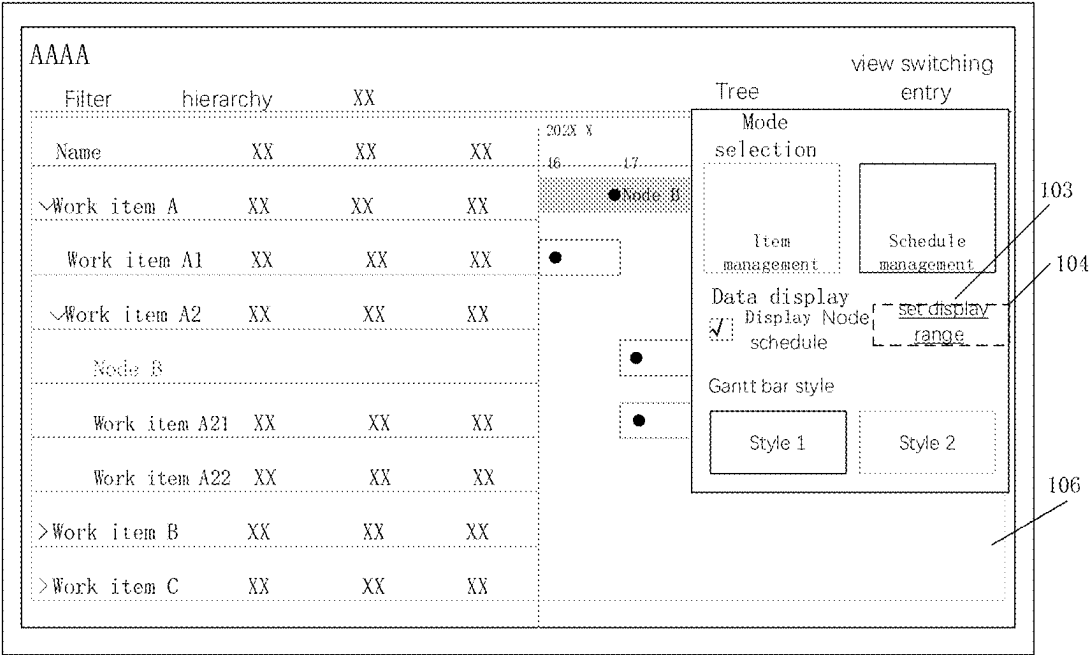 AAAA
view switching
entry
Filter hierarchy XX Tree
Name XX XX XX
Work item A XX XX XX
Work item A1 XX XX XX
Work item A2 XX XX XX
Node B
Work item A21 XX XX XX
Work item A22 XX XX XX
Work item B XX XX XX
Work item C XX XX XX
202X X
16 17
Node B
Mode
selection
Item
management
Schedule
management
Data display
Display Node
schedule
set display
range
Gantt bar style
Style 1 Style 2
103
104
106